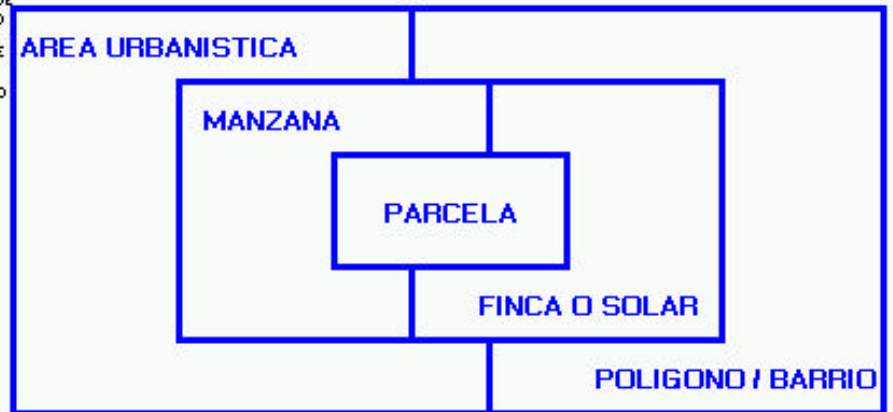 AREA URBANISTICA
MANZANA
PARCELA
FINCA O SOLAR
POLIGONO / BARRIO